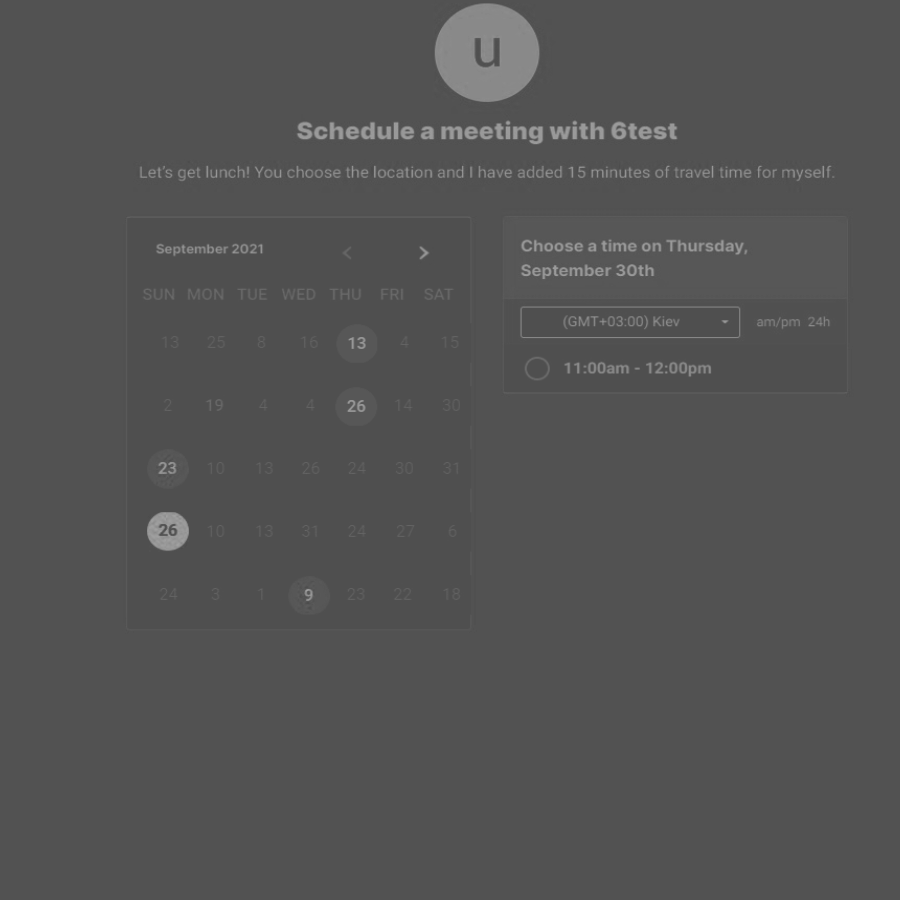 u
Schedule a meeting with 6test
Let's get lunch! You choose the location and I have added 15 minutes of travel time for myself.
September 2021
SUN MON TUE WED THU FRI SAT
13 25 8 16 13 4 15
2 19 4 4 26 14 30
23 10 13 26 24 30 31
26 10 13 31 24 27 6
24 3 1 9 23 22 18
Choose a time on Thursday,
September 30th
(GMT+03:00) Kiev am/pm 24h
11:00am - 12:00pm